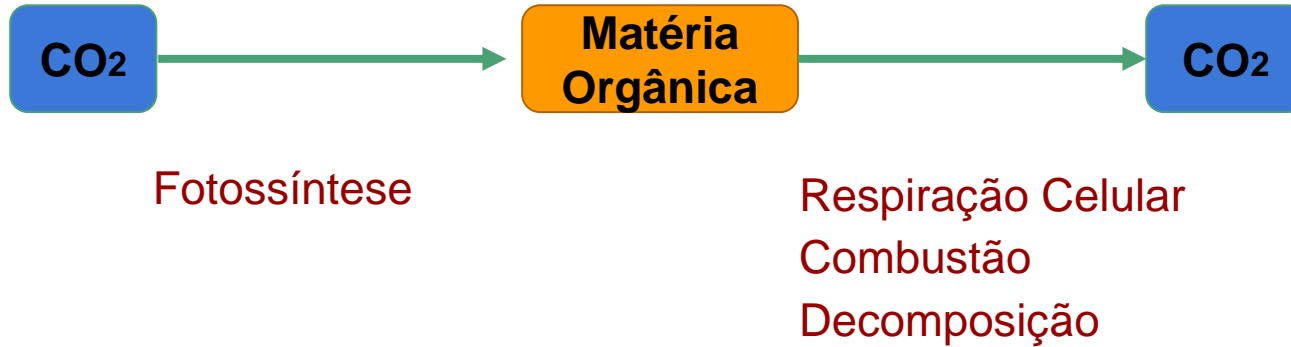 CO2
Matéria
Orgânica
CO2
Fotossíntese
Respiração Celular
Combustão
Decomposição